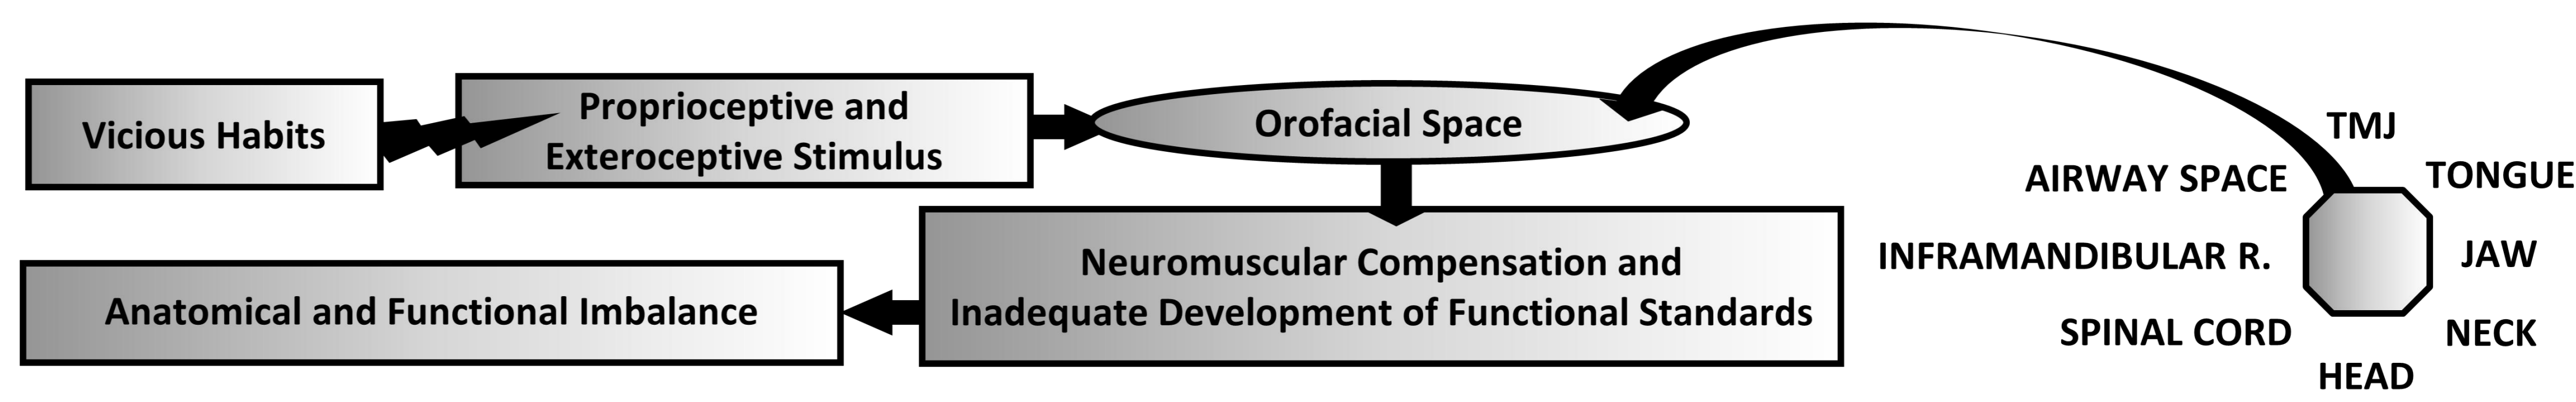 Vicious Habits
Proprioceptive and
Exteroceptive Stimulus
Orofacial Space
Neuromuscular Compensation and
Inadequate Development of Functional Standards
Anatomical and Functional Imbalance
TMJ
TONGUE
JAW
NECK
HEAD
SPINAL CORD
INFRAMANDIBULAR R.
AIRWAY SPACE